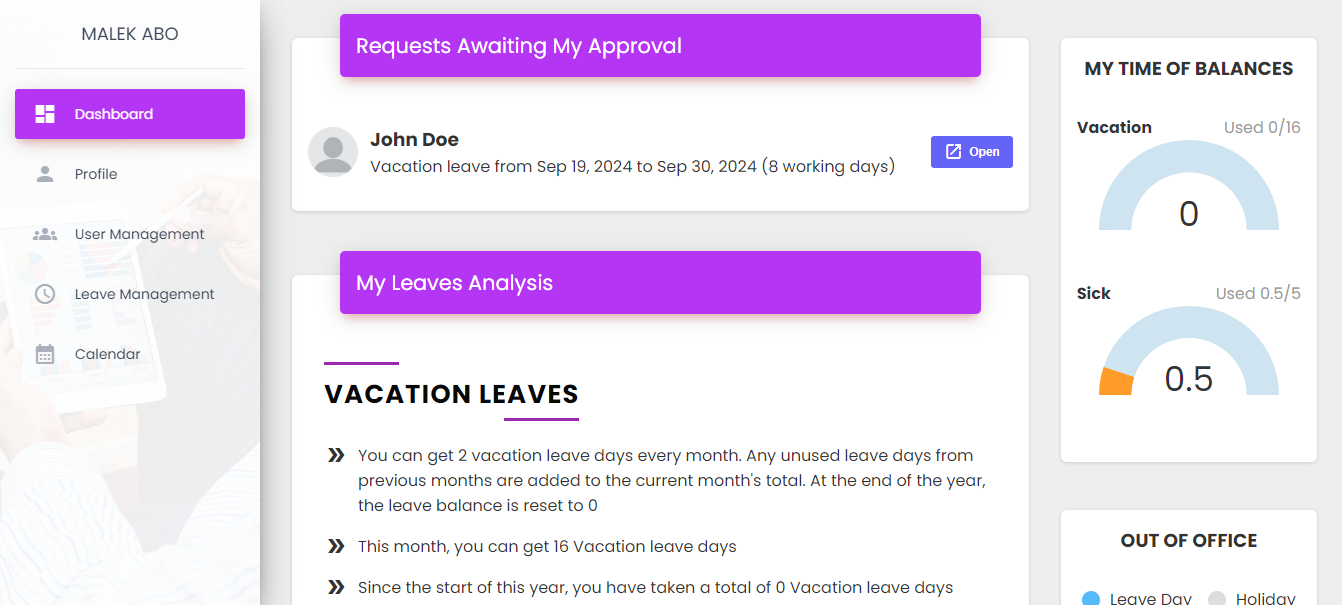 MALEK ABO
Dashboard
Profile
User Management
Leave Management
Calendar
Requests Awaiting My Approval
John Doe
Vacation leave from Sep 19, 2024 to Sep 30, 2024 (8 working days)
Open
My Leaves Analysis
VACATION LEAVES
You can get 2 vacation leave days every month. Any unused leave days from
previous months are added to the current month's total. At the end of the year,
the leave balance is reset to 0
This month, you can get 16 Vacation leave days
Since the start of this year, you have taken a total of 0 Vacation leave days
MY TIME OF BALANCES
Vacation Used 0/16
0
Sick Used 0.5/5
0.5
OUT OF OFFICE
Leave Day Holiday